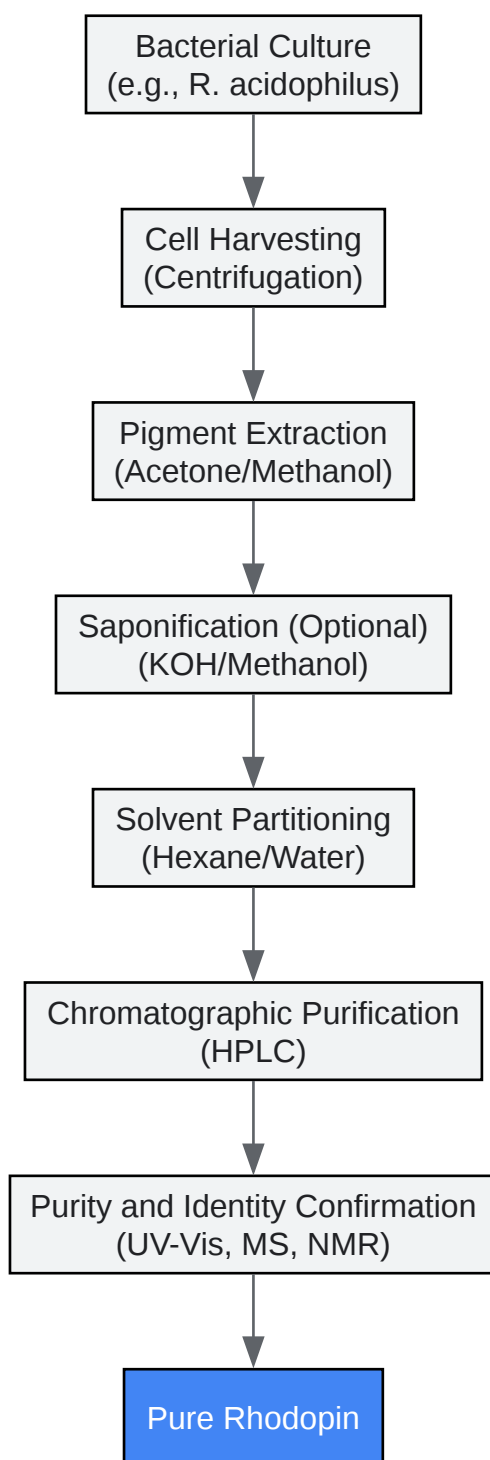 Bacterial Culture
(e.g., R. acidophilus)
Cell Harvesting
(Centrifugation)
Pigment Extraction
(Acetone/Methanol)
Saponification (Optional)
(KOH/Methanol)
Solvent Partitioning
(Hexane/Water)
Chromatographic Purification
(HPLC)
Purity and Identity Confirmation
(UV-Vis, MS, NMR)
Pure Rhodopin